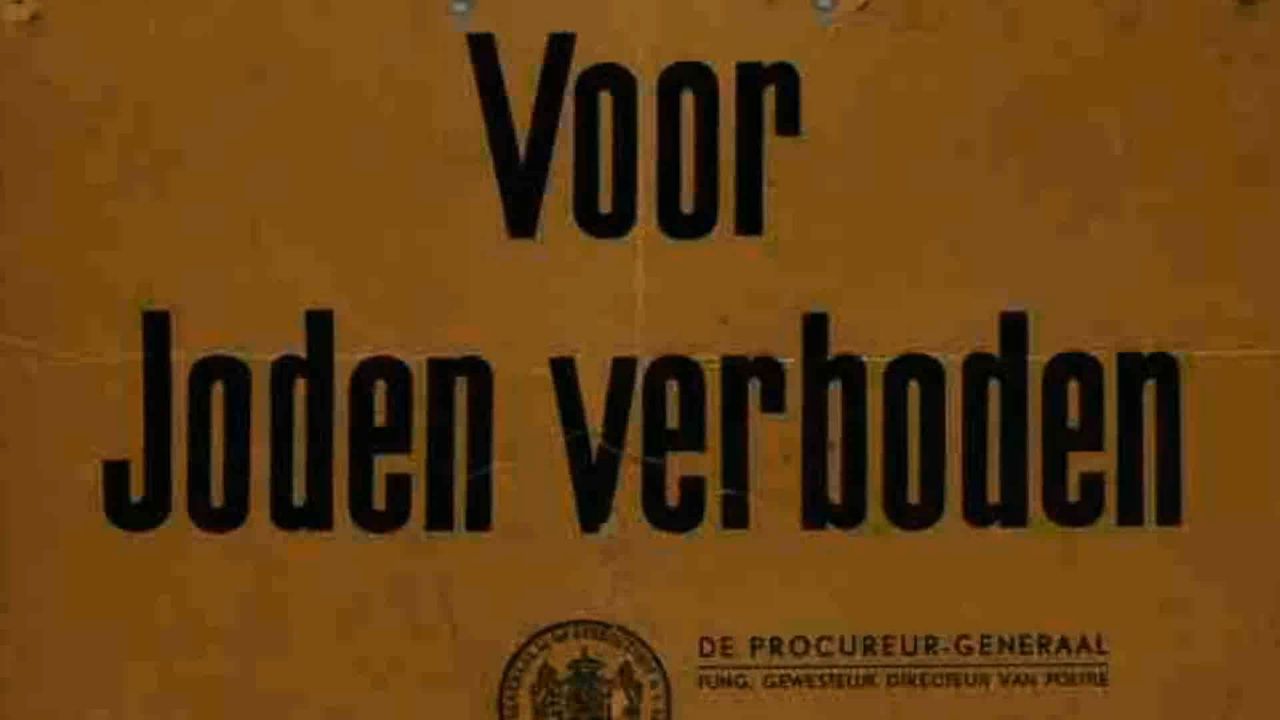 Voor
Joden verboden
DE PROCUREUR-GENERAAL
FUNG. GEWESTELIJK DIRECTEUR VAN POLITIE